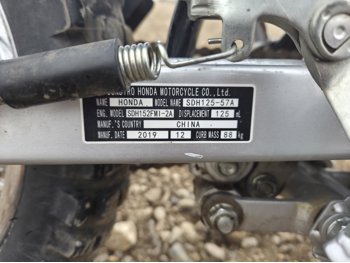 HONDA MOTORCYCLE CO., Ltd.
NAME HONDA MODEL NAME SDH125-57A
ENG. MODEL SDH152FMI-2A DISPLACEMENT 125 mL
MANUF.'S COUNTRY CHINA
MANUF. DATE 2019 12 CURB MASS 88 kg